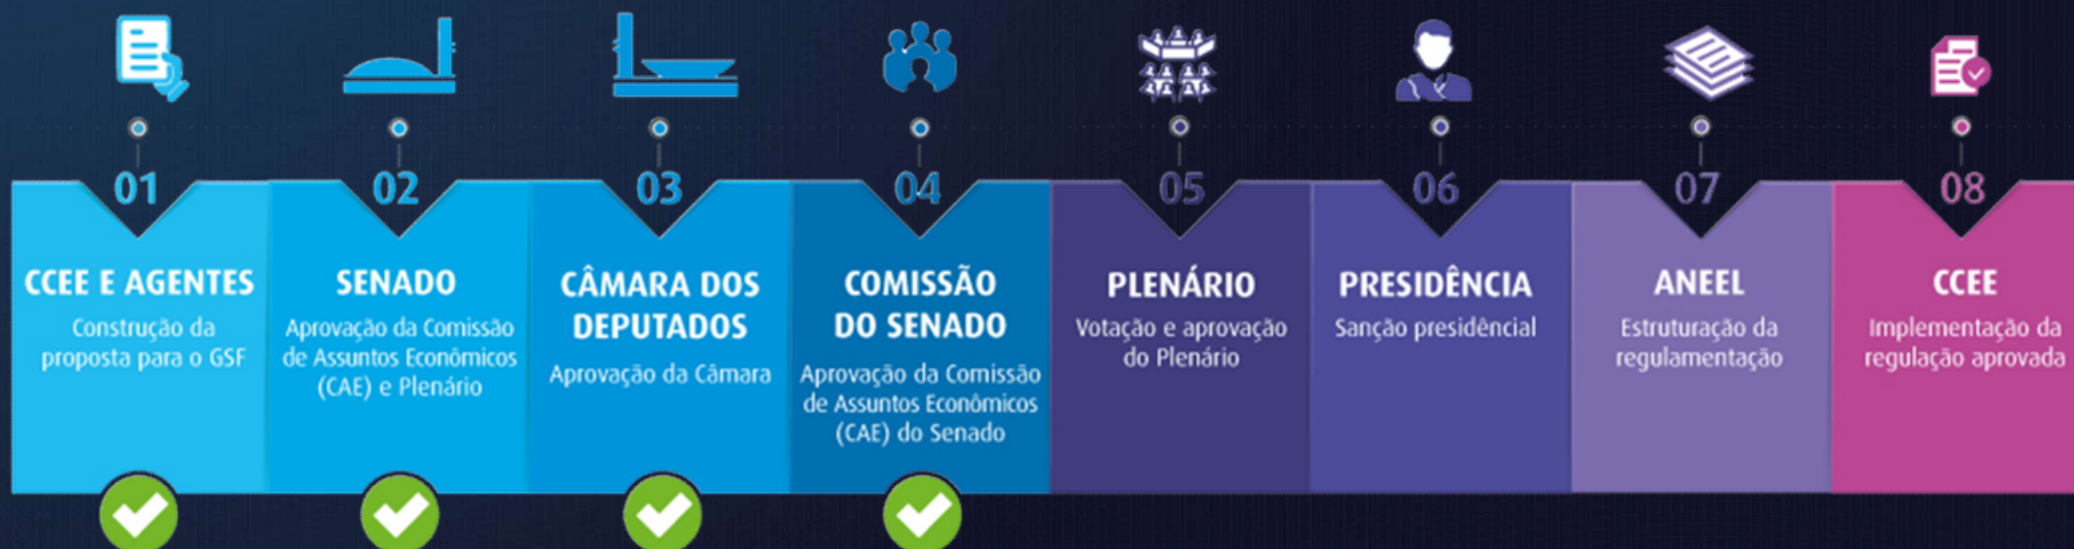 01
CCEE E AGENTES
Construção da
proposta para o GSF
02
SENADO
Aprovação da Comissão
de Assuntos Econômicos
(CAE) e Plenário
03
CÂMARA DOS
DEPUTADOS
Aprovação da Câmara
04
COMISSÃO
DO SENADO
Aprovação da Comissão
de Assuntos Econômicos
(CAE) do Senado
05
PLENÁRIO
Votação e aprovação
do Plenário
06
PRESIDÊNCIA
Sanção presidêncial
07
ANEEL
Estruturação da
regulamentação
08
CCEE
Implementação da
regulação aprovada